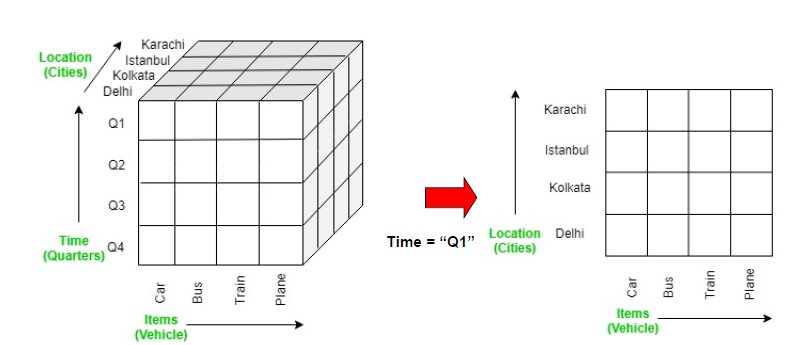 Location
(Cities)
Karachi
Istanbul
Kolkata
Delhi
Q1
Q2
Q3
Q4
Time
(Quarters)
Car
Bus
Train
Plane
Items
(Vehicle)
Time = “Q1”
Karachi
Istanbul
Kolkata
Delhi
Location
(Cities)
Car
Bus
Train
Plane
Items
(Vehicle)